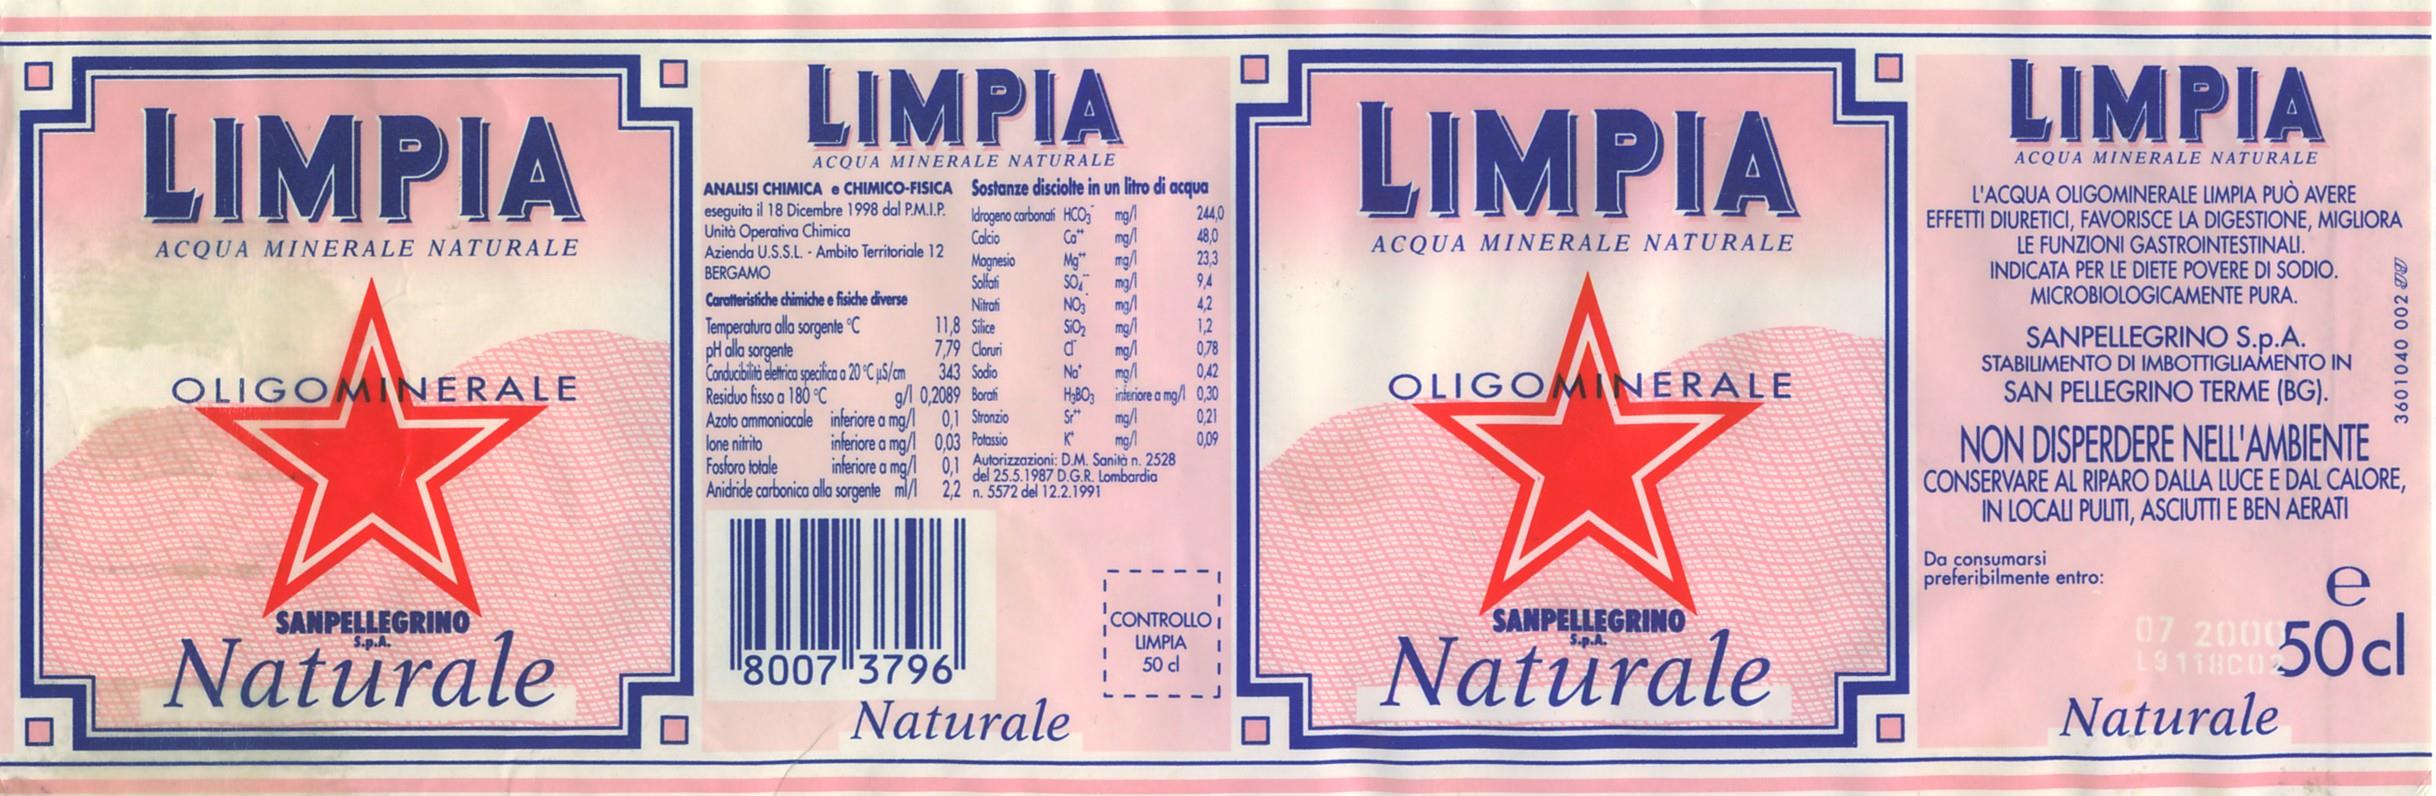 LIMPIA
ACQUA MINERALE NATURALE
OLIGOMINERALE
SANPELLEGRINO
S.p.A.
Naturale
LIMPIA
ACQUA MINERALE NATURALE
ANALISI CHIMICA e CHIMICO-FISICA
eseguita il 18 Dicembre 1998 dal P.M.I.P.
Unità Operativa Chimica
Azienda U.S.S.L. - Ambito Territoriale 12
BERGAMO
Caratteristiche chimiche e fisiche diverse
Temperatura alla sorgente °C 11,8
pH alla sorgente 7,79
Conducibilità elettrica specifica a 20 °C µS/cm 343
Residuo fisso a 180 °C g/l 0,2089
Azoto ammoniacale inferiore a mg/l 0,1
Ione nitrito inferiore a mg/l 0,03
Fosforo totale inferiore a mg/l 0,1
Anidride carbonica alla sorgente ml/l 2,2
Sostanze disciolte in un litro di acqua
Idrogeno carbonati HCO₃⁻ mg/l 244,0
Calcio Ca⁺⁺ mg/l 48,0
Magnesio Mg⁺⁺ mg/l 23,3
Solfati SO₄⁻⁻ mg/l 9,4
Nitrati NO₃⁻ mg/l 4,2
Silice SiO₂ mg/l 1,2
Cloruri Cl⁻ mg/l 0,78
Sodio Na⁺ mg/l 0,42
Borati H₃BO₃ inferiore a mg/l 0,30
Stronzio Sr⁺⁺ mg/l 0,21
Potassio K⁺ mg/l 0,09
Autorizzazioni: D.M. Sanità n. 2528
del 25.5.1987 D.G.R. Lombardia
n. 5572 del 12.2.1991
8007 3796
CONTROLLO
LIMPIA
50 cl
Naturale
LIMPIA
ACQUA MINERALE NATURALE
OLIGOMINERALE
SANPELLEGRINO
S.p.A.
Naturale
LIMPIA
ACQUA MINERALE NATURALE
L'ACQUA OLIGOMINERALE LIMPIA PUÒ AVERE
EFFETTI DIURETICI, FAVORISCE LA DIGESTIONE, MIGLIORA
LE FUNZIONI GASTROINTESTINALI.
INDICATA PER LE DIETE POVERE DI SODIO.
MICROBIOLOGICAMENTE PURA.
SANPELLEGRINO S.p.A.
STABILIMENTO DI IMBOTTIGLIAMENTO IN
SAN PELLEGRINO TERME (BG).
NON DISPERDERE NELL'AMBIENTE
CONSERVARE AL RIPARO DALLA LUCE E DAL CALORE,
IN LOCALI PULITI, ASCIUTTI E BEN AERATI
3601040 002
Da consumarsi
preferibilmente entro:
07 2000
L9118C02
e
50 cl
Naturale